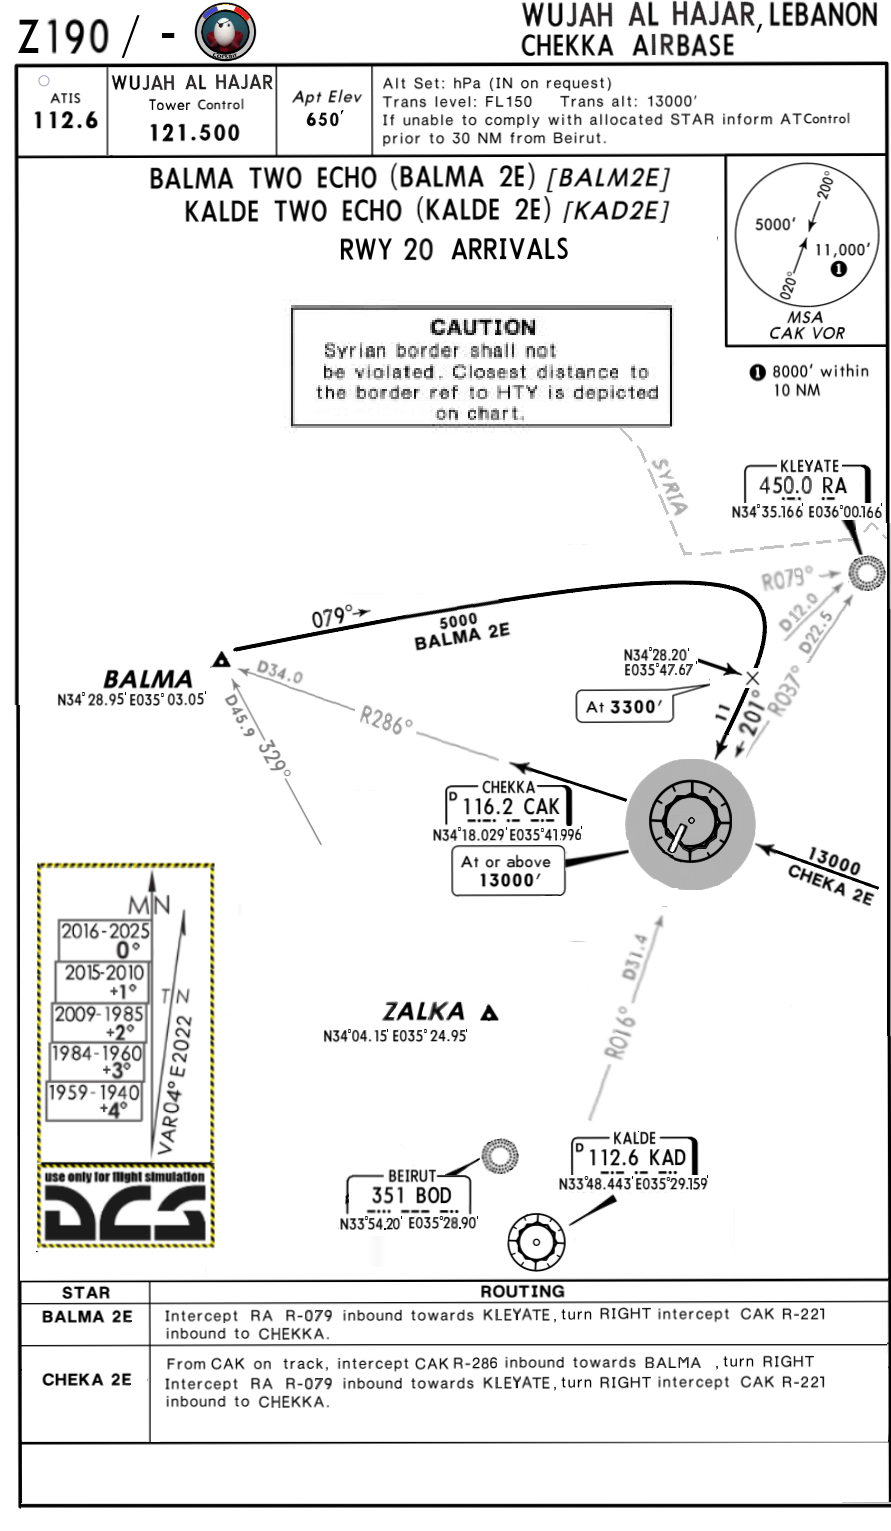 Z190 / -
WUJAH AL HAJAR, LEBANON
CHEKKA AIRBASE
ATIS
112.6
WUJAH AL HAJAR
Tower Control
121.500
Apt Elev
650′
Alt Set: hPa (IN on request)
Trans level: FL150 Trans alt: 13000′
If unable to comply with allocated STAR inform ATControl
prior to 30 NM from Beirut.
BALMA TWO ECHO (BALMA 2E) [BALM2E]
KALDE TWO ECHO (KALDE 2E) [KAD2E]
RWY 20 ARRIVALS
200°
5000′
11,000′
1
020°
MSA
CAK VOR
1 8000′ within
10 NM
CAUTION
Syrian border shall not
be violated. Closest distance to
the border ref to HTY is depicted
on chart.
SYRIA
KLEYATE
450.0 RA
N34°35.166′ E036°00.166′
R079°
D12.0
D22.5
R037°
079°
5000
BALMA 2E
N34°28.20′
E035°47.67′
At 3300′
11
201°
BALMA
N34°28.95′ E035°03.05′
D34.0
R286°
D45.9
329°
CHEKKA
D 116.2 CAK
N34°18.029′ E035°41.996′
At or above
13000′
13000
CHEKA 2E
D31.4
R016°
ZALKA
N34°04.15′ E035°24.95′
KALDE
D 112.6 KAD
N33°48.443′ E035°29.159′
BEIRUT
351 BOD
N33°54.20′ E035°28.90′
MN
2016-2025
0°
2015-2010
+1°
2009-1985
+2°
1984-1960
+3°
1959-1940
+4°
TN
VAR04°E2022
use only for flight simulation
DCS
STAR ROUTING
BALMA 2E Intercept RA R-079 inbound towards KLEYATE, turn RIGHT intercept CAK R-221
inbound to CHEKKA.
CHEKA 2E From CAK on track, intercept CAK R-286 inbound towards BALMA , turn RIGHT
Intercept RA R-079 inbound towards KLEYATE, turn RIGHT intercept CAK R-221
inbound to CHEKKA.